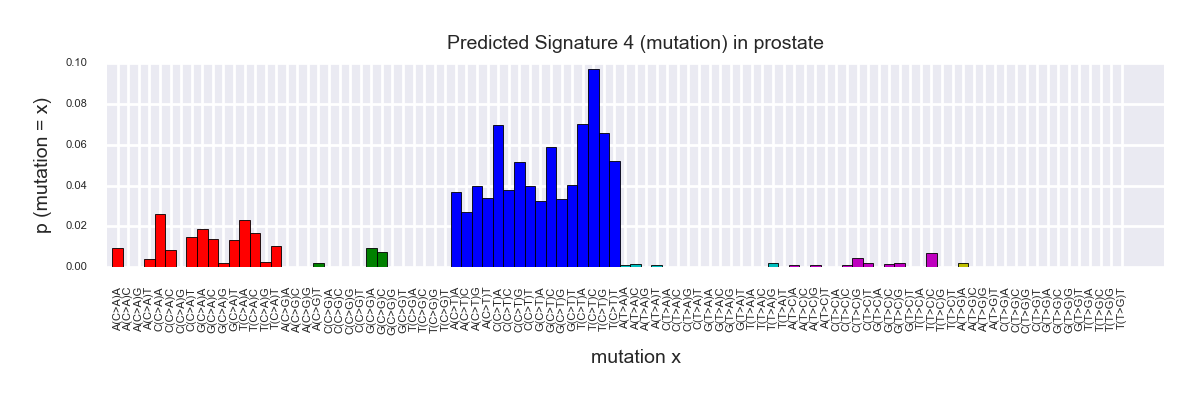 Predicted Signature 4 (mutation) in prostate
p (mutation = x)
0.10
0.08
0.06
0.04
0.02
0.00
A(C>A)A
A(C>A)C
A(C>A)G
A(C>A)T
C(C>A)A
C(C>A)C
C(C>A)G
C(C>A)T
G(C>A)A
G(C>A)C
G(C>A)G
G(C>A)T
T(C>A)A
T(C>A)C
T(C>A)G
T(C>A)T
A(C>G)A
A(C>G)C
A(C>G)G
A(C>G)T
C(C>G)A
C(C>G)C
C(C>G)G
C(C>G)T
G(C>G)A
G(C>G)C
G(C>G)G
G(C>G)T
T(C>G)A
T(C>G)C
T(C>G)G
T(C>G)T
A(C>T)A
A(C>T)C
A(C>T)G
A(C>T)T
C(C>T)A
C(C>T)C
C(C>T)G
C(C>T)T
G(C>T)A
G(C>T)C
G(C>T)G
G(C>T)T
T(C>T)A
T(C>T)C
T(C>T)G
T(C>T)T
A(T>A)A
A(T>A)C
A(T>A)G
A(T>A)T
C(T>A)A
C(T>A)C
C(T>A)G
C(T>A)T
G(T>A)A
G(T>A)C
G(T>A)G
G(T>A)T
T(T>A)A
T(T>A)C
T(T>A)G
T(T>A)T
A(T>C)A
A(T>C)C
A(T>C)G
A(T>C)T
C(T>C)A
C(T>C)C
C(T>C)G
C(T>C)T
G(T>C)A
G(T>C)C
G(T>C)G
G(T>C)T
T(T>C)A
T(T>C)C
T(T>C)G
T(T>C)T
A(T>G)A
A(T>G)C
A(T>G)G
A(T>G)T
C(T>G)A
C(T>G)C
C(T>G)G
C(T>G)T
G(T>G)A
G(T>G)C
G(T>G)G
G(T>G)T
T(T>G)A
T(T>G)C
T(T>G)G
T(T>G)T
mutation x